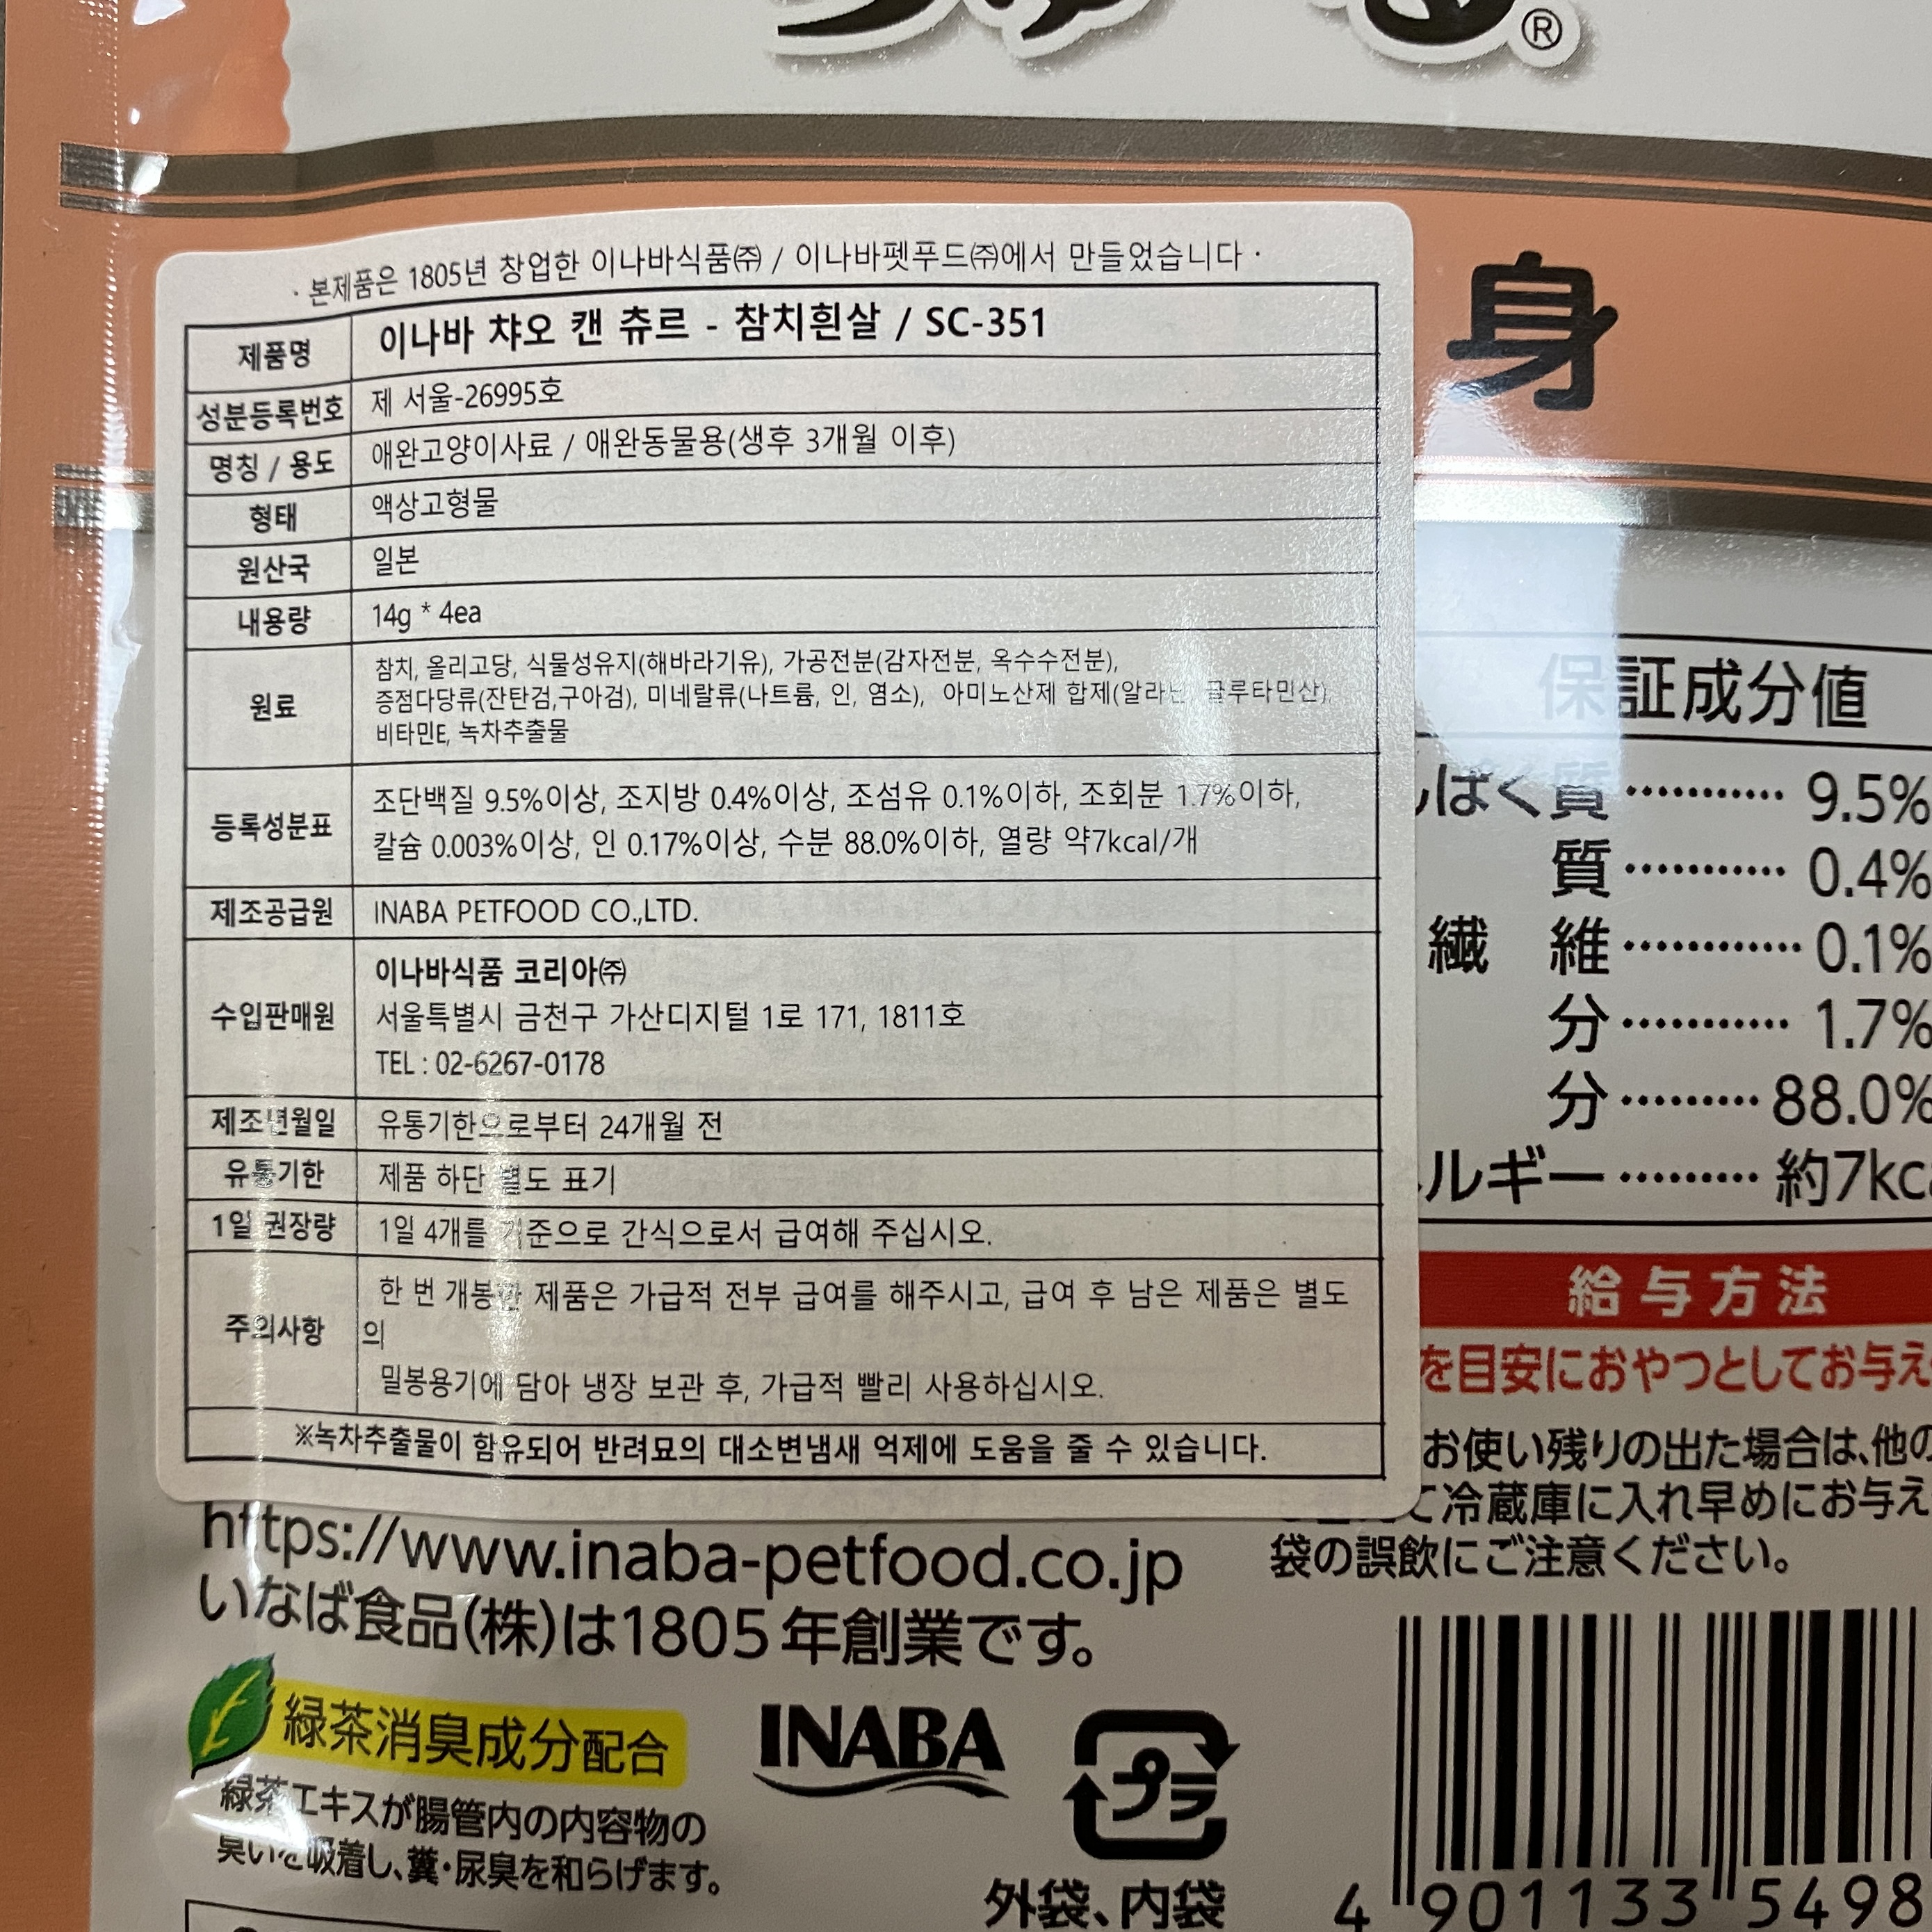 ®
身
· 본제품은 1805년 창업한 이나바식품㈜ / 이나바펫푸드㈜에서 만들었습니다 ·
제품명 이나바 챠오 캔 츄르 - 참치흰살 / SC-351
성분등록번호 제 서울-26995호
명칭 / 용도 애완고양이사료 / 애완동물용(생후 3개월 이후)
형태 액상고형물
원산국 일본
내용량 14g * 4ea
원료 참치, 올리고당, 식물성유지(해바라기유), 가공전분(감자전분, 옥수수전분),
증점다당류(잔탄검,구아검), 미네랄류(나트륨, 인, 염소), 아미노산제 합제(알라닌 글루타민산),
비타민E, 녹차추출물
등록성분표 조단백질 9.5%이상, 조지방 0.4%이상, 조섬유 0.1%이하, 조회분 1.7%이하,
칼슘 0.003%이상, 인 0.17%이상, 수분 88.0%이하, 열량 약7kcal/개
제조공급원 INABA PETFOOD CO.,LTD.
수입판매원 이나바식품 코리아㈜
서울특별시 금천구 가산디지털 1로 171, 1811호
TEL : 02-6267-0178
제조년월일 유통기한으로부터 24개월 전
유통기한 제품 하단 별도 표기
1일 권장량 1일 4개를 기준으로 간식으로서 급여해 주십시오.
주의사항 한 번 개봉한 제품은 가급적 전부 급여를 해주시고, 급여 후 남은 제품은 별도
의
밀봉용기에 담아 냉장 보관 후, 가급적 빨리 사용하십시오.
※녹차추출물이 함유되어 반려묘의 대소변냄새 억제에 도움을 줄 수 있습니다.
保証成分値
ぱく質 ………… 9.5%
質 ………… 0.4%
繊 維 ………… 0.1%
分 ………… 1.7%
分 ……… 88.0%
ルギー ……… 約7kc
給与方法
を目安におやつとしてお与え
お使い残りの出た場合は、他の
て冷蔵庫に入れ早めにお与え
袋の誤飲にご注意ください。
https://www.inaba-petfood.co.jp
いなば食品(株)は1805年創業です。
緑茶消臭成分配合
緑茶エキスが腸管内の内容物の
臭いを吸着し、糞・尿臭を和らげます。
INABA
プラ
外袋、内袋
4 901133 5498